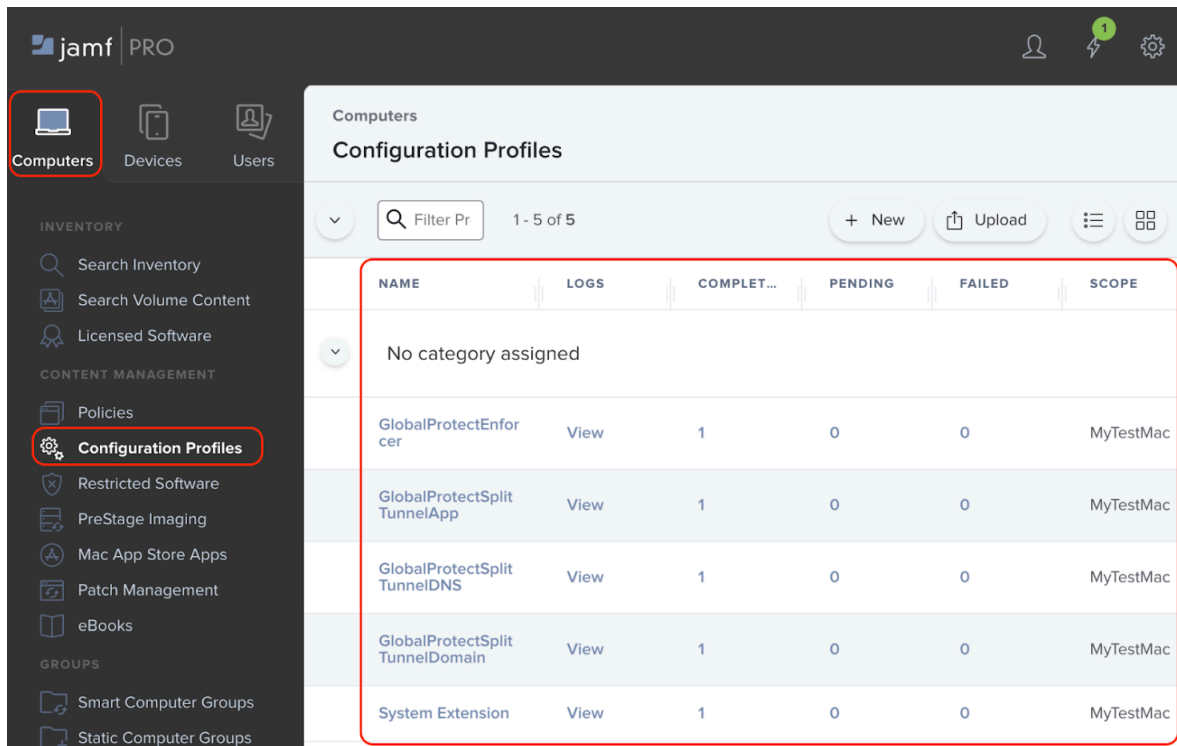 jamf PRO
1
Computers
Devices
Users
INVENTORY
Search Inventory
Search Volume Content
Licensed Software
CONTENT MANAGEMENT
Policies
Configuration Profiles
Restricted Software
PreStage Imaging
Mac App Store Apps
Patch Management
eBooks
GROUPS
Smart Computer Groups
Static Computer Groups
Computers
Configuration Profiles
Filter Pr
1 - 5 of 5
+ New
Upload
NAME LOGS COMPLET... PENDING FAILED SCOPE
No category assigned
GlobalProtectEnfor
cer
View 1 0 0 MyTestMac
GlobalProtectSplit
TunnelApp
View 1 0 0 MyTestMac
GlobalProtectSplit
TunnelDNS
View 1 0 0 MyTestMac
GlobalProtectSplit
TunnelDomain
View 1 0 0 MyTestMac
System Extension View 1 0 0 MyTestMac